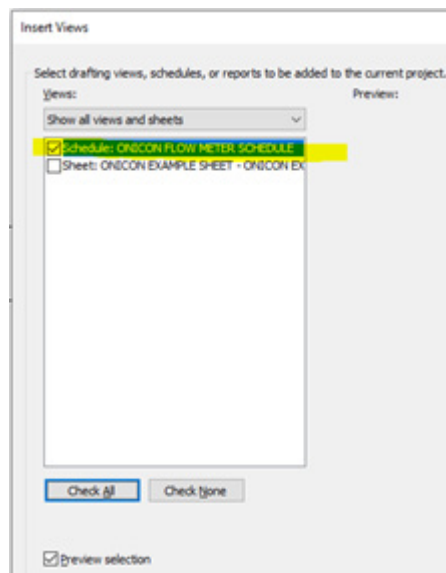 Insert Views
Select drafting views, schedules, or reports to be added to the current project.
Views:
Preview:
Show all views and sheets
Schedule: ONICON FLOW METER SCHEDULE
Sheet: ONICON EXAMPLE SHEET - ONICON EX
Check All
Check None
Preview selection